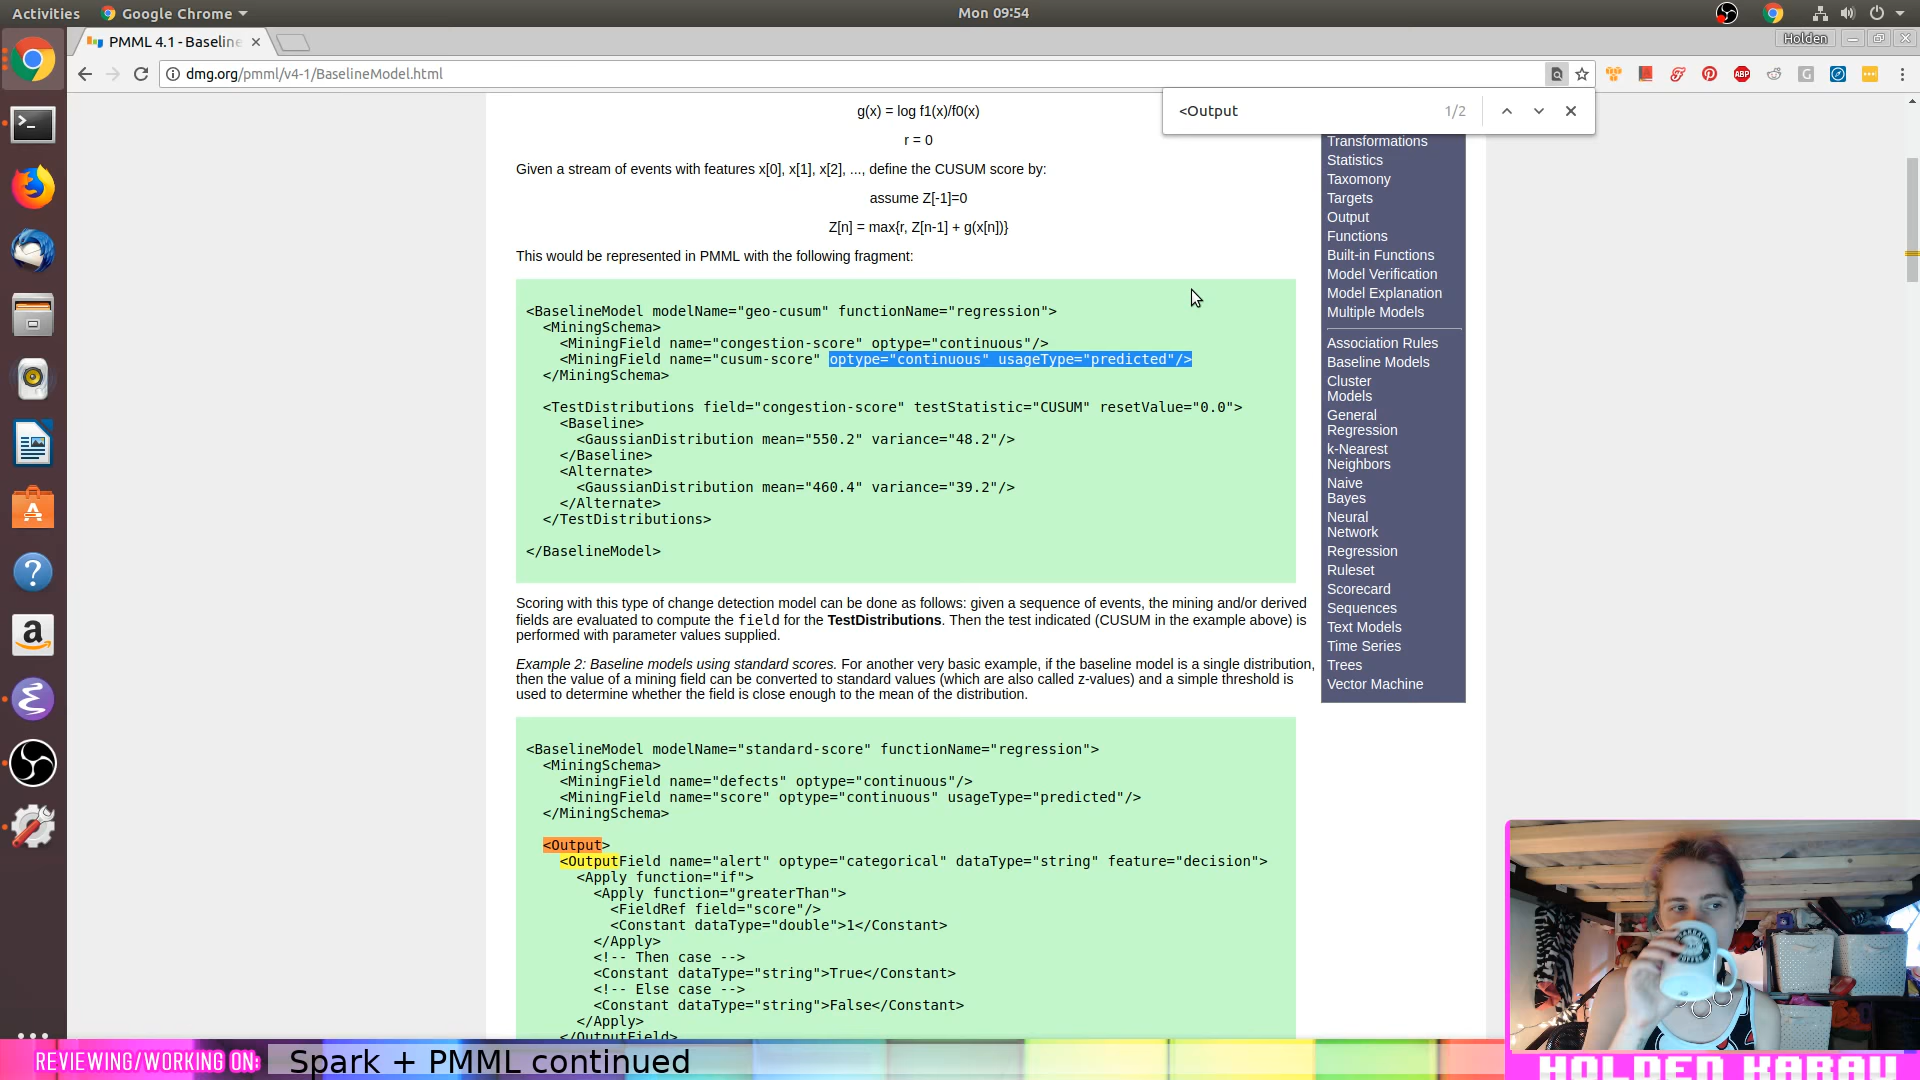 Activities
Google Chrome
Mon 09:54
PMML 4.1 - Baseline
Holden
dmg.org/pmml/v4-1/BaselineModel.html
ABP
<Output
1/2
g(x) = log f1(x)/f0(x)
r = 0
Given a stream of events with features x[0], x[1], x[2], ..., define the CUSUM score by:
assume Z[-1]=0
Z[n] = max{r, Z[n-1] + g(x[n])}
This would be represented in PMML with the following fragment:
<BaselineModel modelName="geo-cusum" functionName="regression">
<MiningSchema>
<MiningField name="congestion-score" optype="continuous"/>
<MiningField name="cusum-score" optype="continuous" usageType="predicted"/>
</MiningSchema>
<TestDistributions field="congestion-score" testStatistic="CUSUM" resetValue="0.0">
<Baseline>
<GaussianDistribution mean="550.2" variance="48.2"/>
</Baseline>
<Alternate>
<GaussianDistribution mean="460.4" variance="39.2"/>
</Alternate>
</TestDistributions>
</BaselineModel>
Scoring with this type of change detection model can be done as follows: given a sequence of events, the mining and/or derived
fields are evaluated to compute the field for the TestDistributions. Then the test indicated (CUSUM in the example above) is
performed with parameter values supplied.
Example 2: Baseline models using standard scores. For another very basic example, if the baseline model is a single distribution,
then the value of a mining field can be converted to standard values (which are also called z-values) and a simple threshold is
used to determine whether the field is close enough to the mean of the distribution.
<BaselineModel modelName="standard-score" functionName="regression">
<MiningSchema>
<MiningField name="defects" optype="continuous"/>
<MiningField name="score" optype="continuous" usageType="predicted"/>
</MiningSchema>
<Output>
<OutputField name="alert" optype="categorical" dataType="string" feature="decision">
<Apply function="if">
<Apply function="greaterThan">
<FieldRef field="score"/>
<Constant dataType="double">1</Constant>
</Apply>
<!-- Then case -->
<Constant dataType="string">True</Constant>
<!-- Else case -->
<Constant dataType="string">False</Constant>
</Apply>
</OutputField>
Transformations
Statistics
Taxomony
Targets
Output
Functions
Built-in Functions
Model Verification
Model Explanation
Multiple Models
Association Rules
Baseline Models
Cluster
Models
General
Regression
k-Nearest
Neighbors
Naive
Bayes
Neural
Network
Regression
Ruleset
Scorecard
Sequences
Text Models
Time Series
Trees
Vector Machine
REVIEWING/WORKING ON:
Spark + PMML continued
HOLDEN KARAU